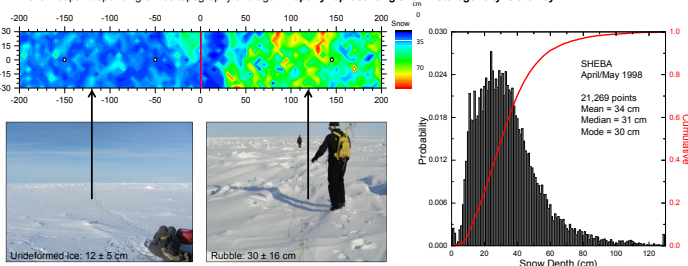 cm
0
-200 -150 -100 -50 0 50 100 150 200
Snow
30
15
0
-15
-30
35
70
-200 -150 -100 -50 0 50 100 150 200
Undeformed ice: 12 ± 5 cm
Rubble: 30 ± 16 cm
0.030
0.024
0.018
0.012
0.006
0.000
Probability
SHEBA
April/May 1998
21,269 points
Mean = 34 cm
Median = 31 cm
Mode = 30 cm
1.0
0.8
0.6
0.4
0.2
0.0
Cumulative
0 20 40 60 80 100 120
Snow Depth (cm)